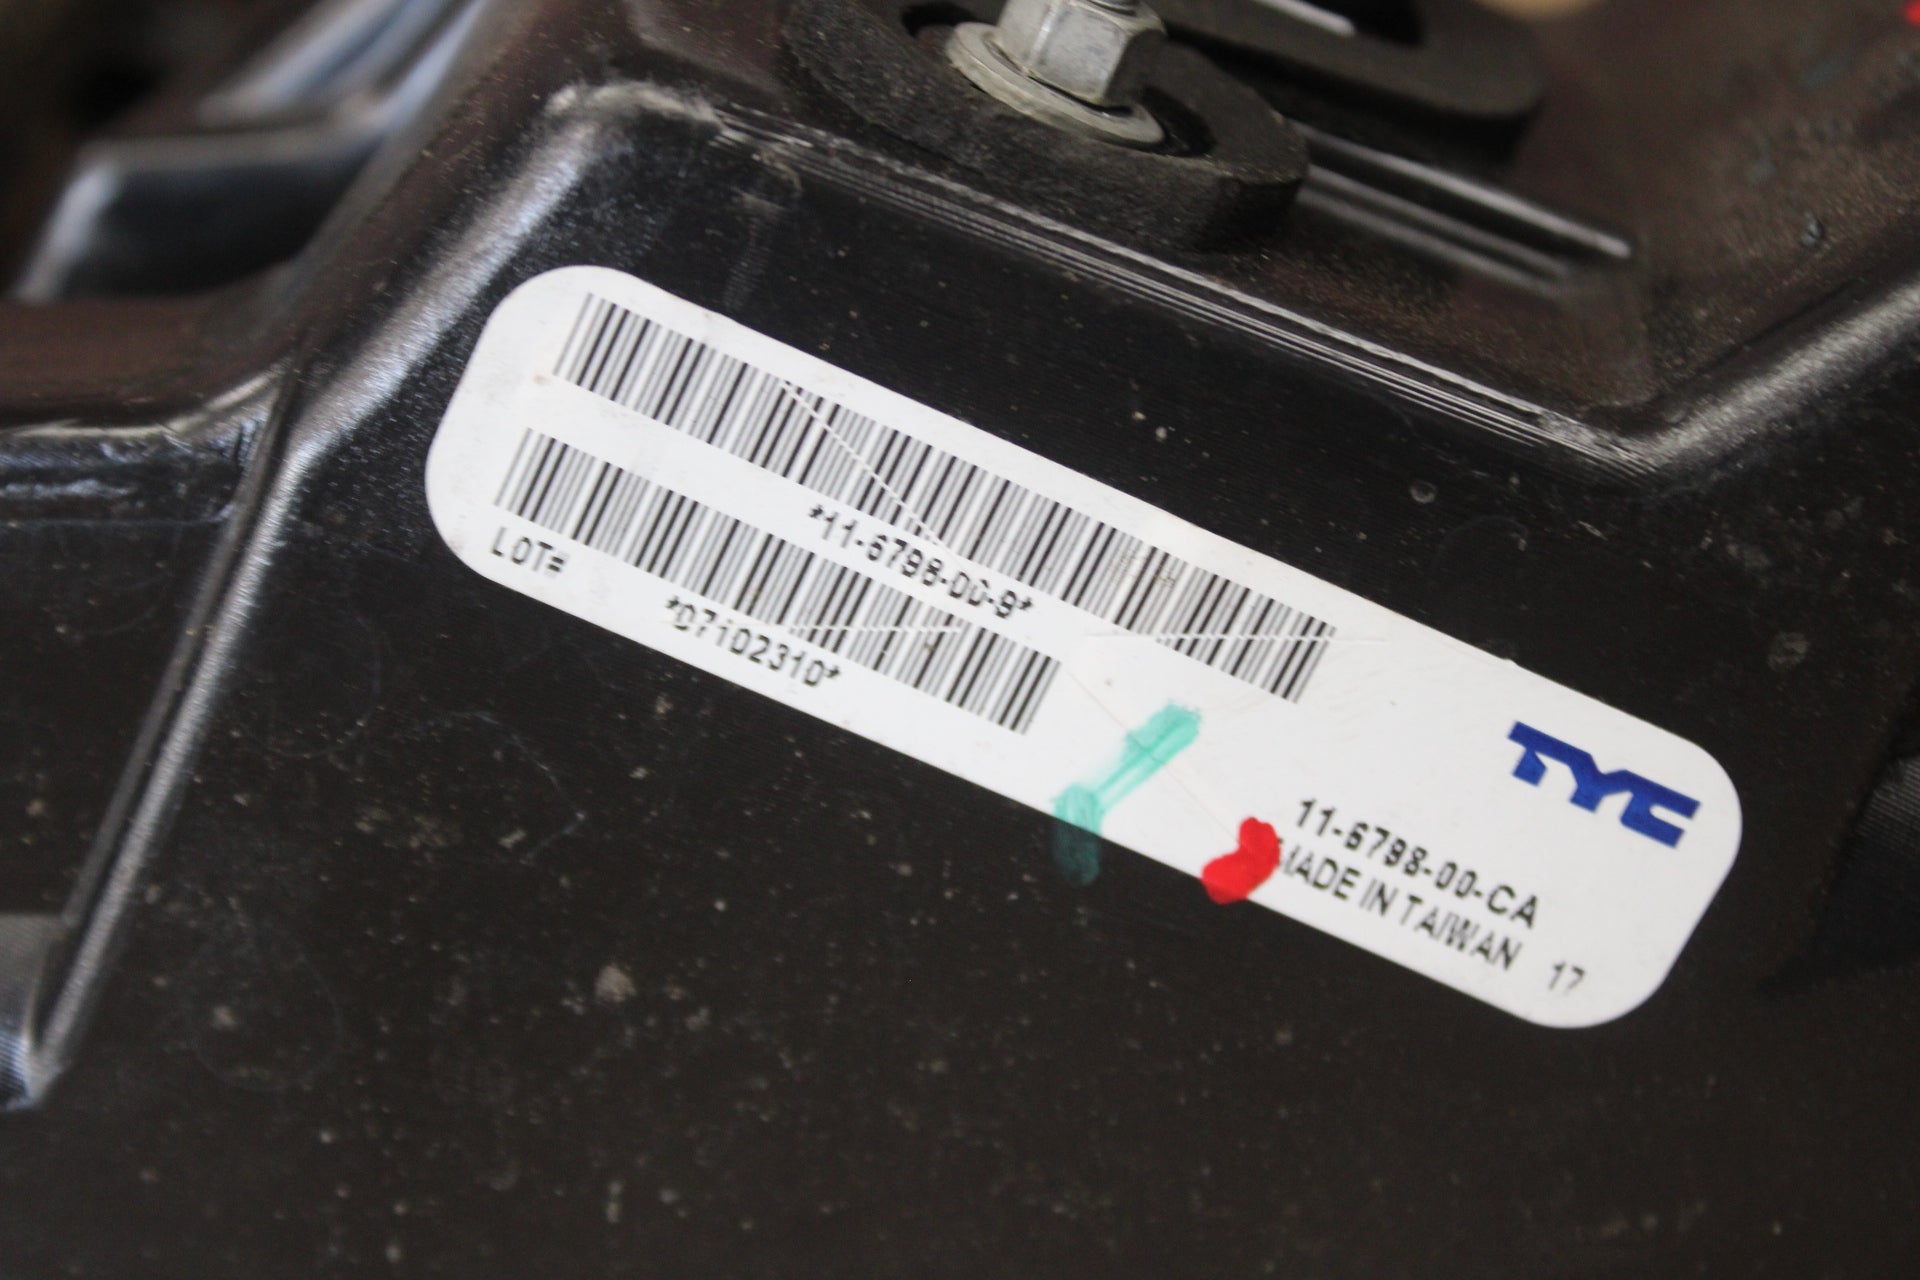 *11-6798-00-9*
LOT#
*07102310*
TYC
11-6798-00-CA
MADE IN TAIWAN 17